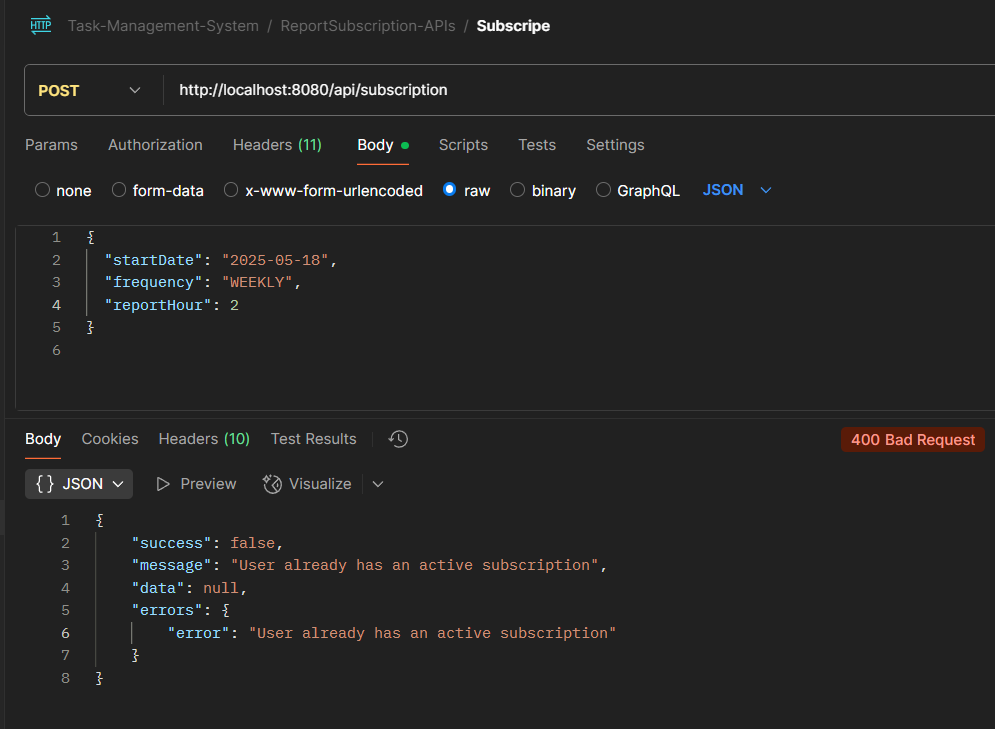 HTTP Task-Management-System / ReportSubscription-APIs / Subscripe
POST http://localhost:8080/api/subscription
Params Authorization Headers (11) Body Scripts Tests Settings
none form-data x-www-form-urlencoded raw binary GraphQL JSON
1 {
2 "startDate": "2025-05-18",
3 "frequency": "WEEKLY",
4 "reportHour": 2
5 }
6
Body Cookies Headers (10) Test Results 400 Bad Request
{} JSON Preview Visualize
1 {
2 "success": false,
3 "message": "User already has an active subscription",
4 "data": null,
5 "errors": {
6 "error": "User already has an active subscription"
7 }
8 }